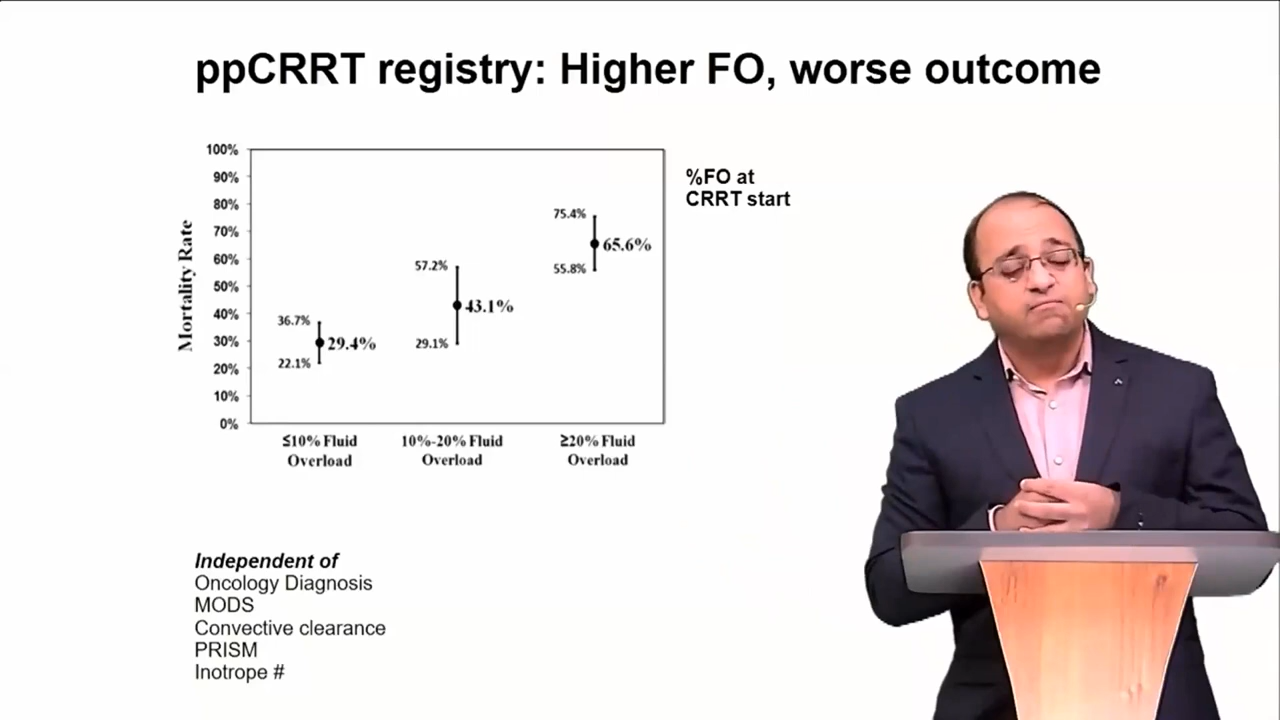 ppCRRT registry: Higher FO, worse outcome
%FO at
CRRT start
Mortality Rate
100%
90%
80%
70%
60%
50%
40%
30%
20%
10%
0%
36.7%
29.4%
22.1%
57.2%
43.1%
29.1%
75.4%
65.6%
55.8%
≤10% Fluid
Overload
10%-20% Fluid
Overload
≥20% Fluid
Overload
Independent of
Oncology Diagnosis
MODS
Convective clearance
PRISM
Inotrope #